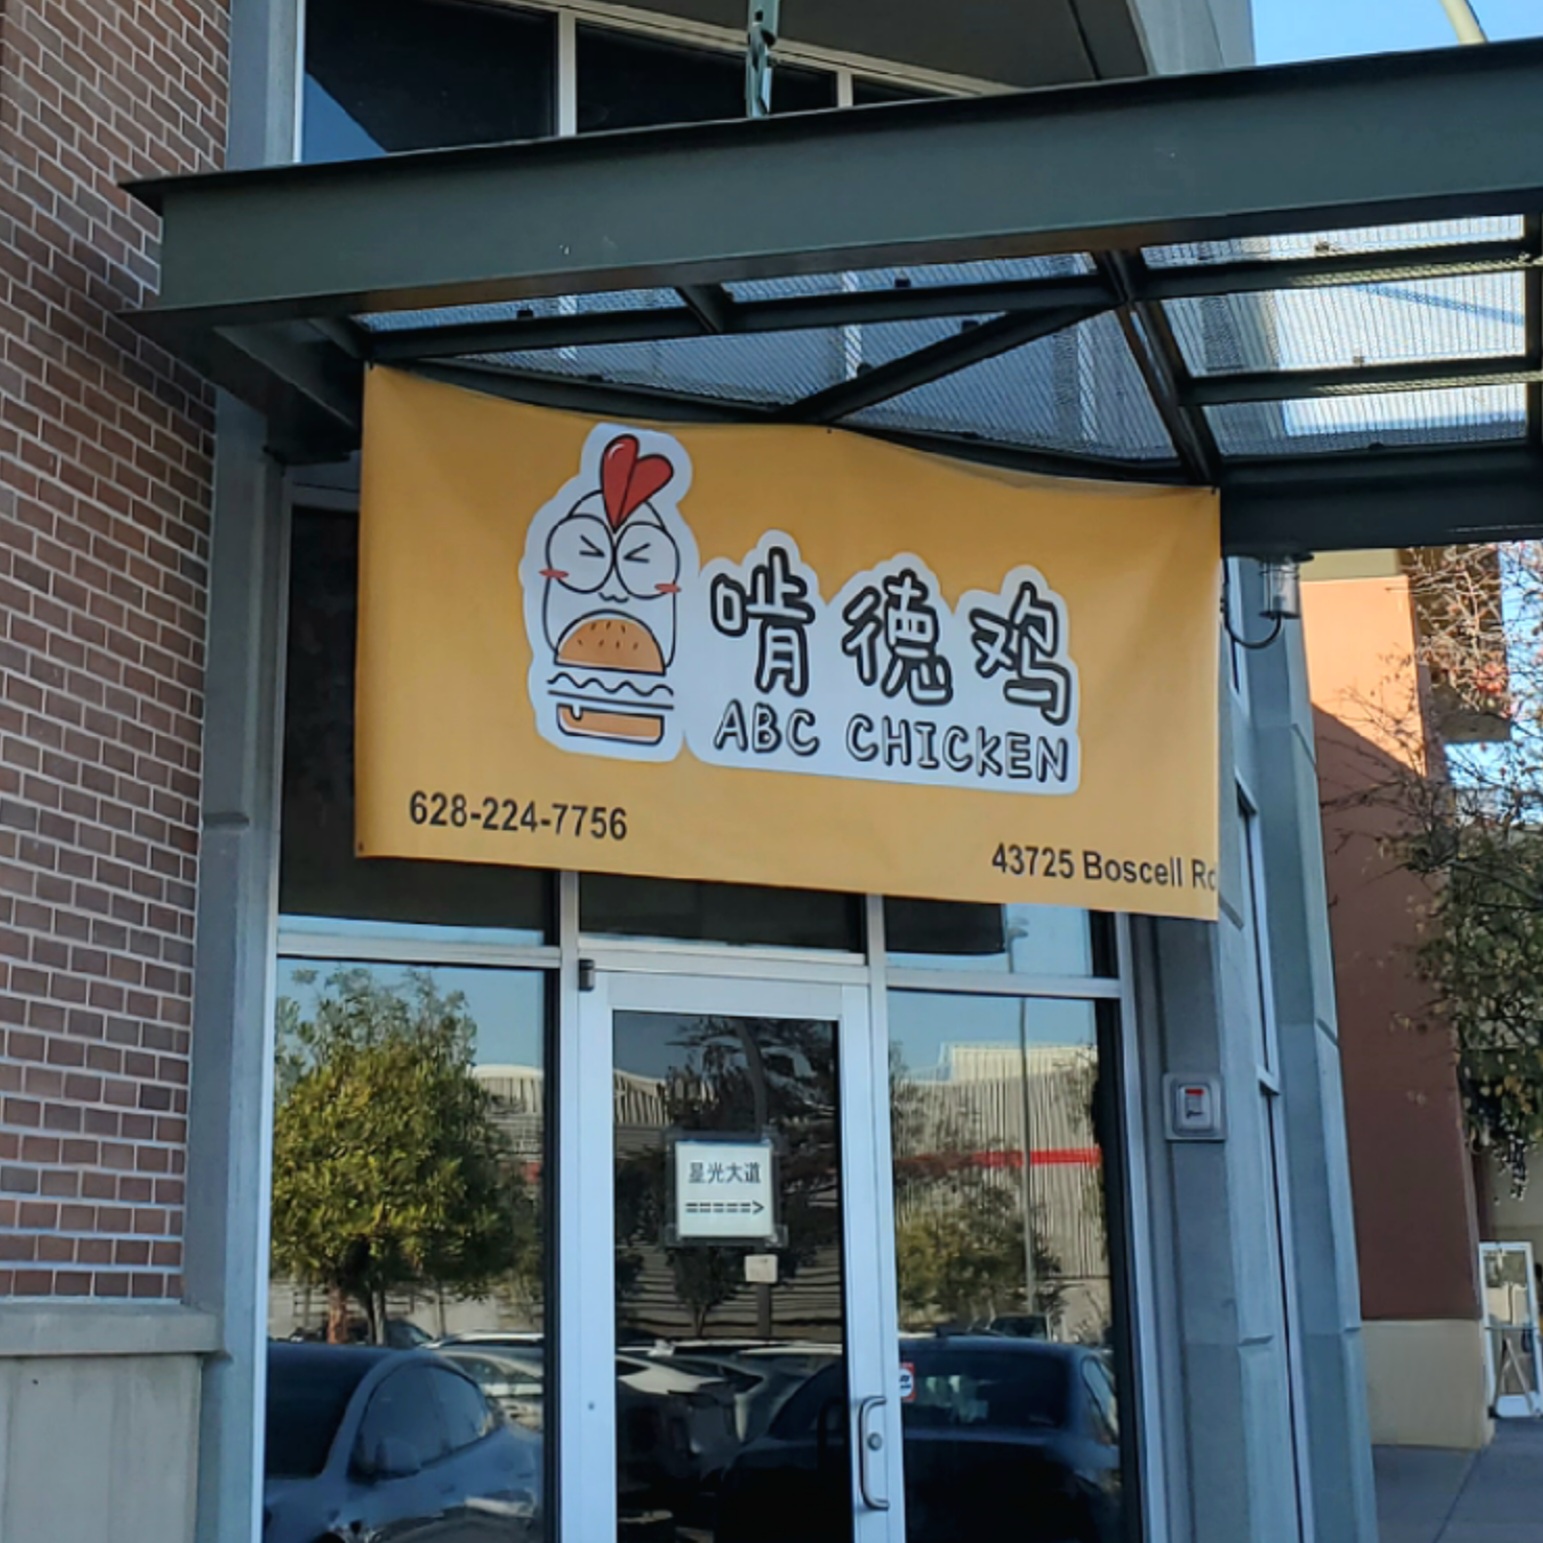 啃德鸡
ABC CHICKEN
628-224-7756
43725 Boscell Rd
星光大道
=====>